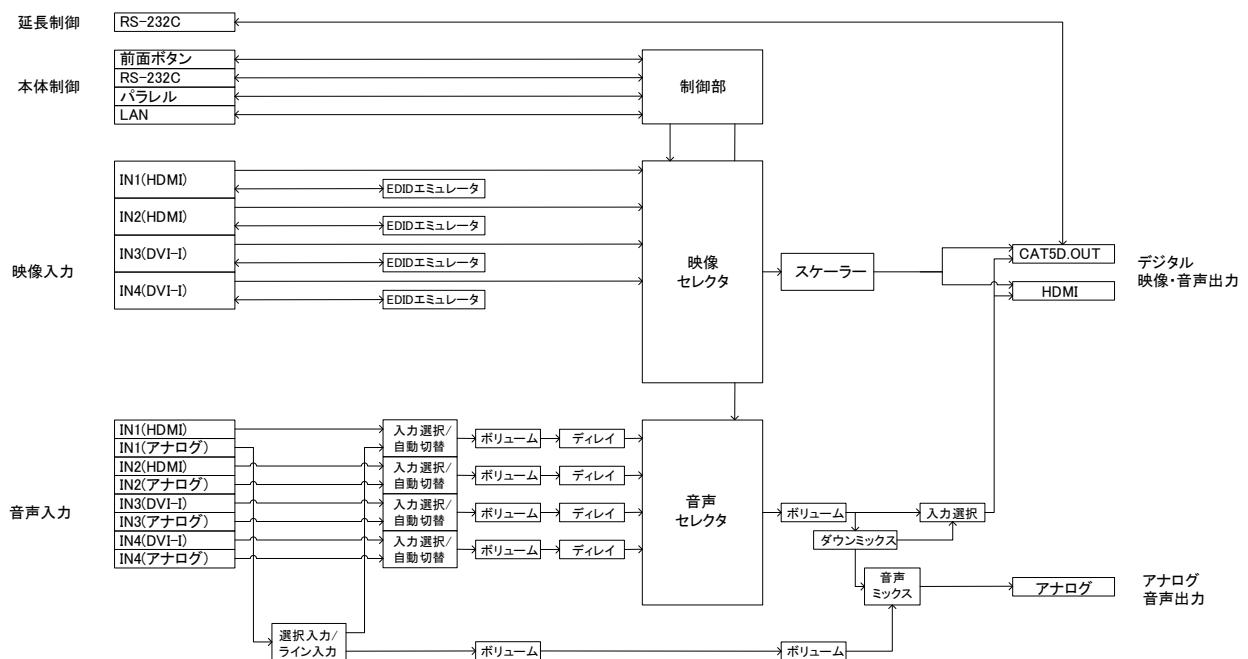 延長制御
RS-232C
本体制御
前面ボタン
RS-232C
パラレル
LAN
制御部
映像入力
IN1(HDMI)
EDIDエミュレータ
IN2(HDMI)
EDIDエミュレータ
IN3(DVI-I)
EDIDエミュレータ
IN4(DVI-I)
EDIDエミュレータ
映像
セレクタ
スケーラー
CAT5D.OUT
HDMI
デジタル
映像・音声出力
音声入力
IN1(HDMI)
IN1(アナログ)
IN2(HDMI)
IN2(アナログ)
IN3(DVI-I)
IN3(アナログ)
IN4(DVI-I)
IN4(アナログ)
入力選択/
自動切替
ボリューム
ディレイ
入力選択/
自動切替
ボリューム
ディレイ
入力選択/
自動切替
ボリューム
ディレイ
入力選択/
自動切替
ボリューム
ディレイ
音声
セレクタ
ボリューム
入力選択
ダウンミックス
音声
ミックス
アナログ
アナログ
音声出力
選択入力/
ライン入力
ボリューム
ボリューム